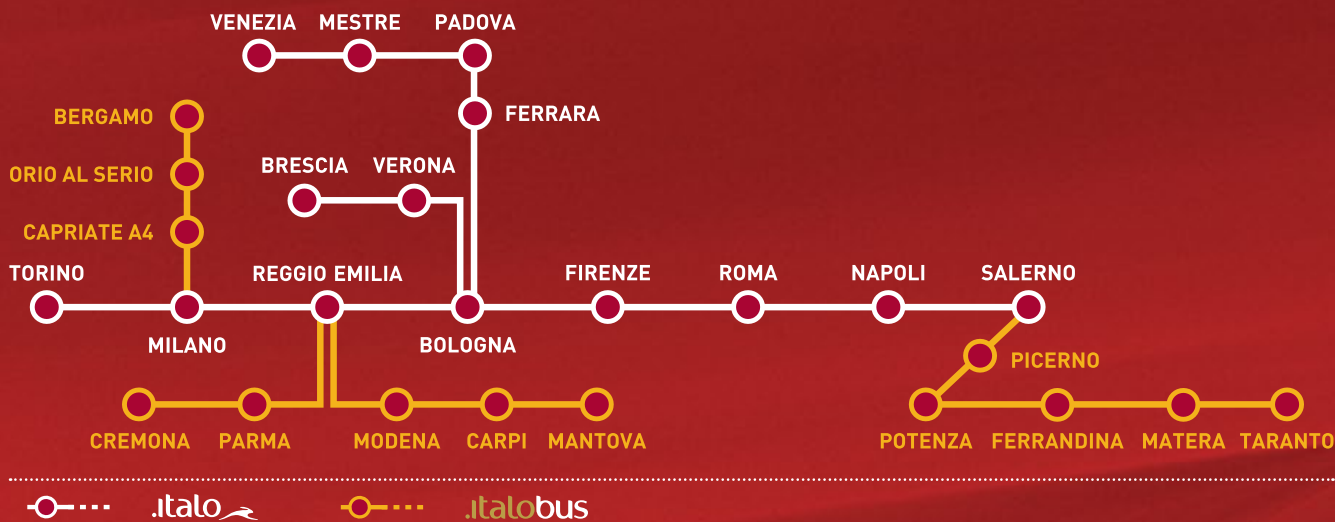 VENEZIA MESTRE PADOVA
BERGAMO
FERRARA
ORIO AL SERIO
BRESCIA VERONA
CAPRIATE A4
TORINO
REGGIO EMILIA
FIRENZE
ROMA
NAPOLI
SALERNO
MILANO
BOLOGNA
PICERNO
CREMONA PARMA MODENA CARPI MANTOVA
POTENZA FERRANDINA MATERA TARANTO
.italo
.italobus